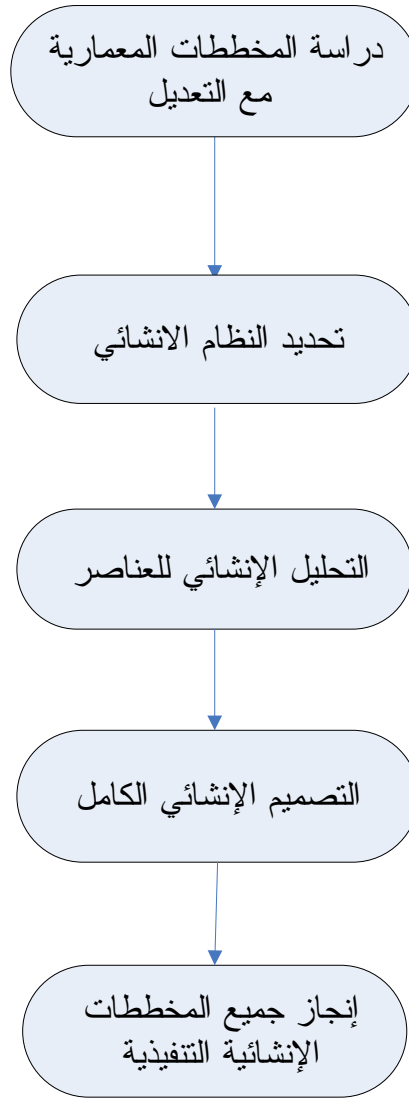 دراسة المخططات المعمارية
مع التعديل
تحديد النظام الانشائي
التحليل الإنشائي للعناصر
التصميم الإنشائي الكامل
إنجاز جميع المخططات
الإنشائية التنفيذية